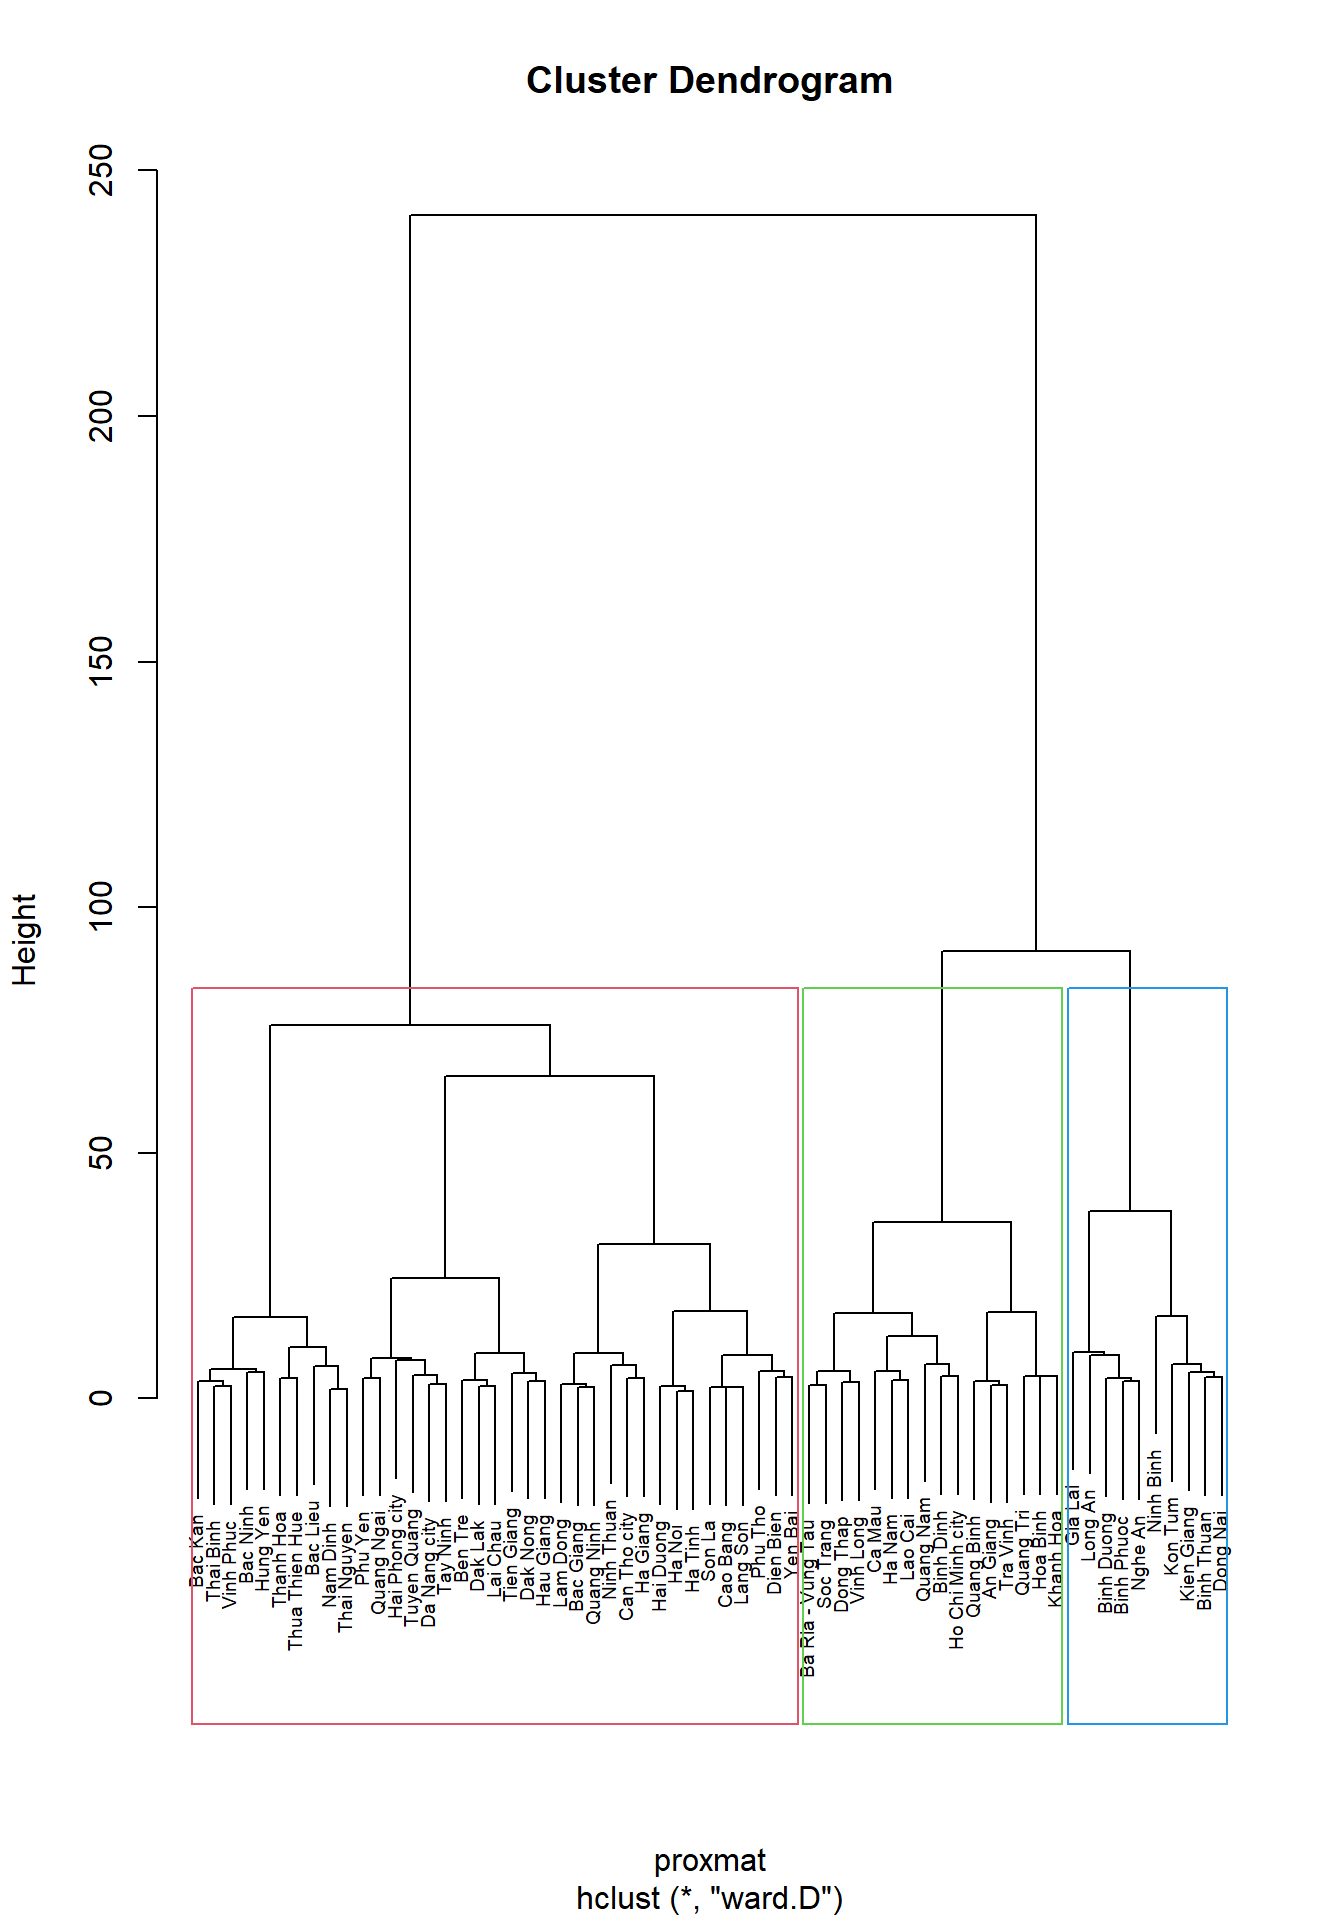 Cluster Dendrogram
Height
250
200
150
100
50
0
Bac Kan
Thai Binh
Vinh Phuc
Bac Ninh
Hung Yen
Thanh Hoa
Thua Thien Hue
Bac Lieu
Nam Dinh
Thai Nguyen
Phu Yen
Quang Ngai
Hai Phong city
Tuyen Quang
Da Nang city
Tay Ninh
Ben Tre
Dak Lak
Lai Chau
Tien Giang
Dak Nong
Hau Giang
Lam Dong
Bac Giang
Quang Ninh
Ninh Thuan
Can Tho city
Ha Giang
Hai Duong
Ha Noi
Ha Tinh
Son La
Cao Bang
Lang Son
Phu Tho
Dien Bien
Yen Bai
Ba Ria - Vung Tau
Soc Trang
Dong Thap
Vinh Long
Ca Mau
Ha Nam
Lao Cai
Quang Nam
Binh Dinh
Ho Chi Minh city
Quang Binh
An Giang
Tra Vinh
Quang Tri
Hoa Binh
Khanh Hoa
Gia Lai
Long An
Binh Duong
Binh Phuoc
Nghe An
Ninh Binh
Kon Tum
Kien Giang
Binh Thuan
Dong Nai
proxmat
hclust (*, "ward.D")